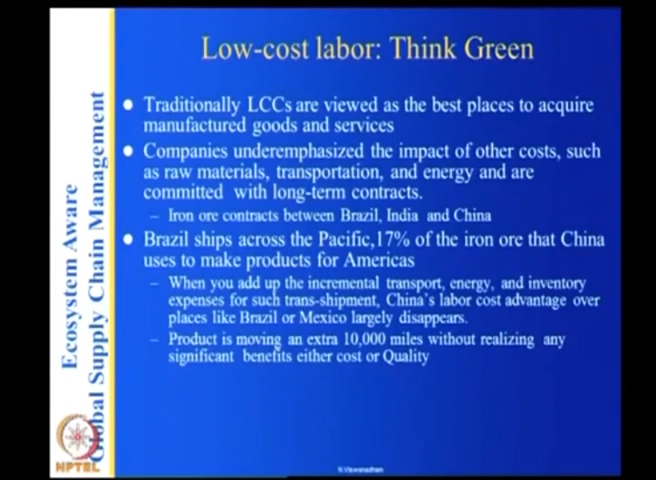 Low-cost labor: Think Green
Traditionally LCCs are viewed as the best places to acquire
manufactured goods and services
Companies underemphasized the impact of other costs, such
as raw materials, transportation, and energy and are
committed with long-term contracts.
– Iron ore contracts between Brazil, India and China
Brazil ships across the Pacific,17% of the iron ore that China
uses to make products for Americas
– When you add up the incremental transport, energy, and inventory
expenses for such trans-shipment, China's labor cost advantage over
places like Brazil or Mexico largely disappears.
– Product is moving an extra 10,000 miles without realizing any
significant benefits either cost or Quality
Ecosystem Aware
Global Supply Chain Management
NPTEL
N.Viswanadham